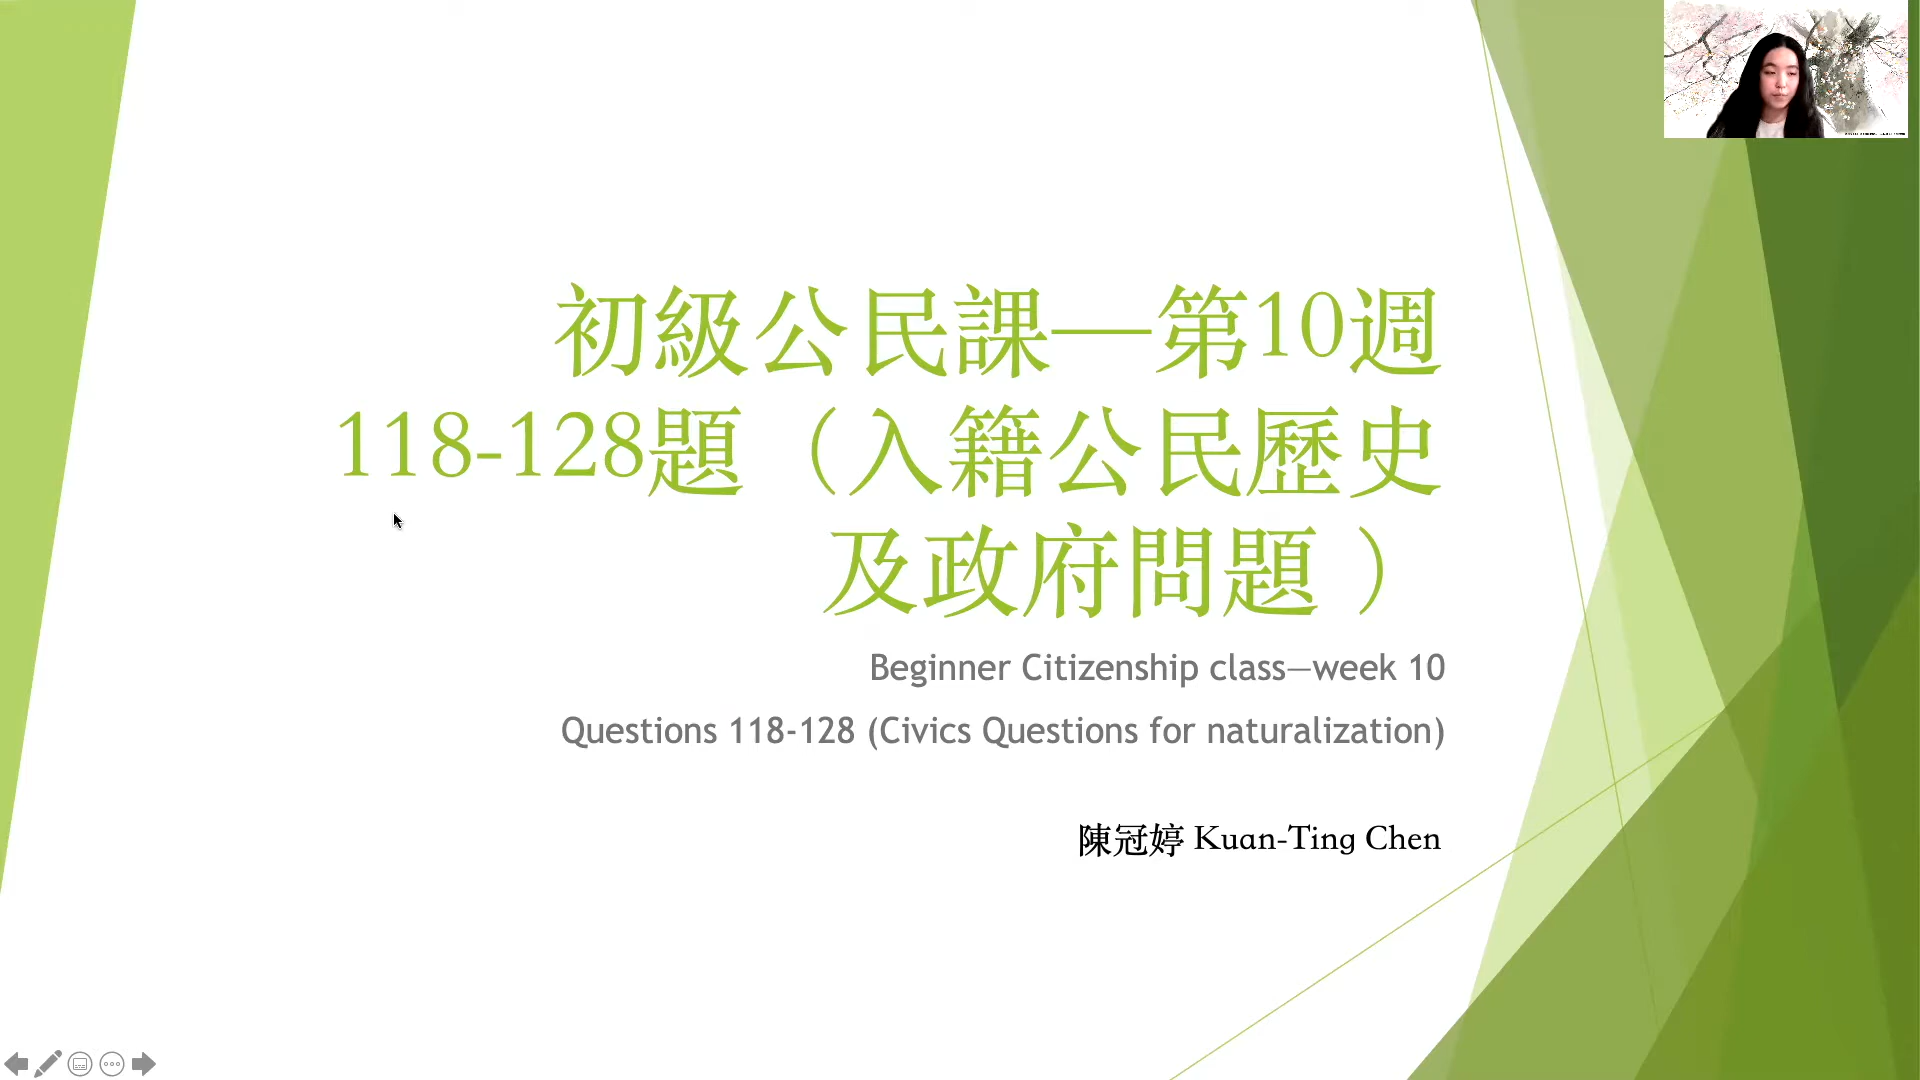 初級公民課—第10週
118-128題（入籍公民歷史
及政府問題 ）
Beginner Citizenship class—week 10
Questions 118-128 (Civics Questions for naturalization)
陳冠婷 Kuan-Ting Chen